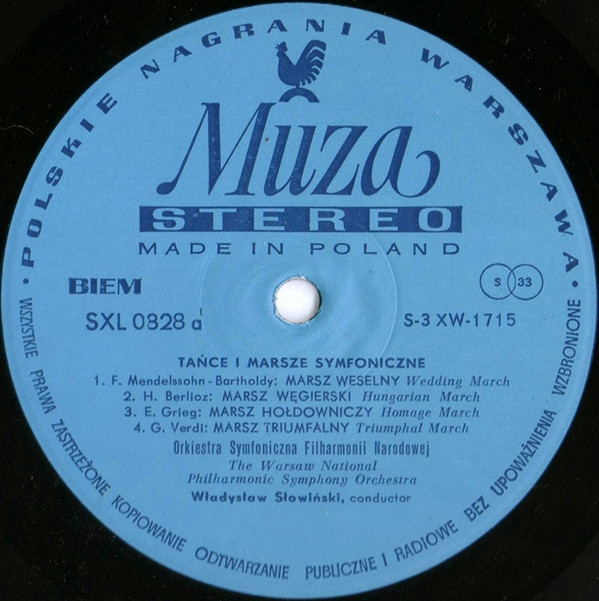 • POLSKIE NAGRANIA WARSZAWA •
Muza
STEREO
MADE IN POLAND
BIEM
S 33
SXL 0828 a
S-3 XW-1715
TAŃCE I MARSZE SYMFONICZNE
1. F. Mendelssohn - Bartholdy: MARSZ WESELNY Wedding March
2. H. Berlioz: MARSZ WĘGIERSKI Hungarian March
3. E. Grieg: MARSZ HOŁDOWNICZY Homage March
4. G. Verdi: MARSZ TRIUMFALNY Triumphal March
Orkiestra Symfoniczna Filharmonii Narodowej
The Warsaw National
Philharmonic Symphony Orchestra
Władysław Słowiński, conductor
WSZYSTKIE PRAWA ZASTRZEŻONE KOPIOWANIE ODTWARZANIE PUBLICZNE I RADIOWE BEZ UPOWAŻNIENIA WZBRONIONE